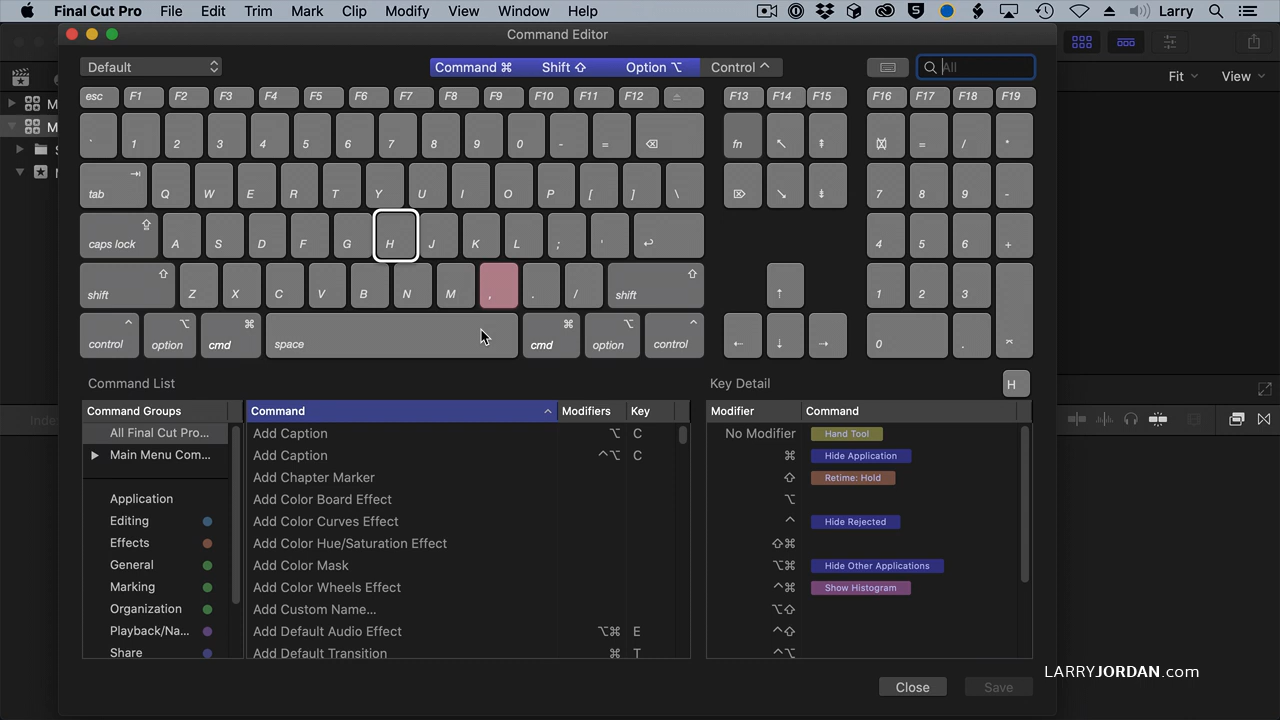 Final Cut Pro File Edit Trim Mark Clip Modify View Window Help Larry
Command Editor
Default Command ⌘ Shift ⇧ Option ⌥ Control ^ All
Fit View
esc F1 F2 F3 F4 F5 F6 F7 F8 F9 F10 F11 F12 F13 F14 F15 F16 F17 F18 F19
` 1 2 3 4 5 6 7 8 9 0 - = ⌫ fn ↖ ⇞ = / *
tab ⇥ Q W E R T Y U I O P [ ] \ ⌦ ↘ ⇟ 7 8 9 -
caps lock ⇪ A S D F G H J K L ; ' ↩ 4 5 6 +
shift ⇧ Z X C V B N M , . / shift ⇧ ↑ 1 2 3
control ^ option ⌥ cmd ⌘ space cmd ⌘ option ⌥ control ^ ← ↓ → 0 . ⌤
Command List
Key Detail H
Command Groups Command Modifiers Key
All Final Cut Pro... Add Caption ⌥ C
Main Menu Com... Add Caption ^⌥ C
Add Chapter Marker
Application Add Color Board Effect
Editing Add Color Curves Effect
Effects Add Color Hue/Saturation Effect
General Add Color Mask
Marking Add Color Wheels Effect
Organization Add Custom Name...
Playback/Na... Add Default Audio Effect ⌥⌘ E
Share Add Default Transition ⌘ T
Modifier Command
No Modifier Hand Tool
⌘ Hide Application
⇧ Retime: Hold
⌥
^ Hide Rejected
⇧⌘
⌥⌘ Hide Other Applications
^⌘ Show Histogram
⌥⇧
^⇧
^⌥
Close Save
LARRYJORDAN.com